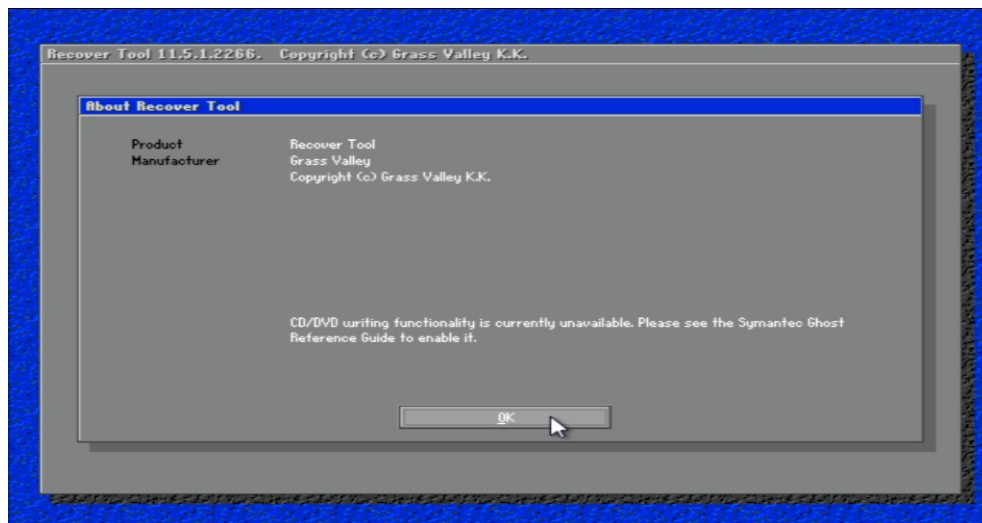 Recover Tool 11.5.1.2266. Copyright (c) Grass Valley K.K.
About Recover Tool
Product Recover Tool
Manufacturer Grass Valley
Copyright (c) Grass Valley K.K.
CD/DVD writing functionality is currently unavailable. Please see the Symantec Ghost
Reference Guide to enable it.
OK